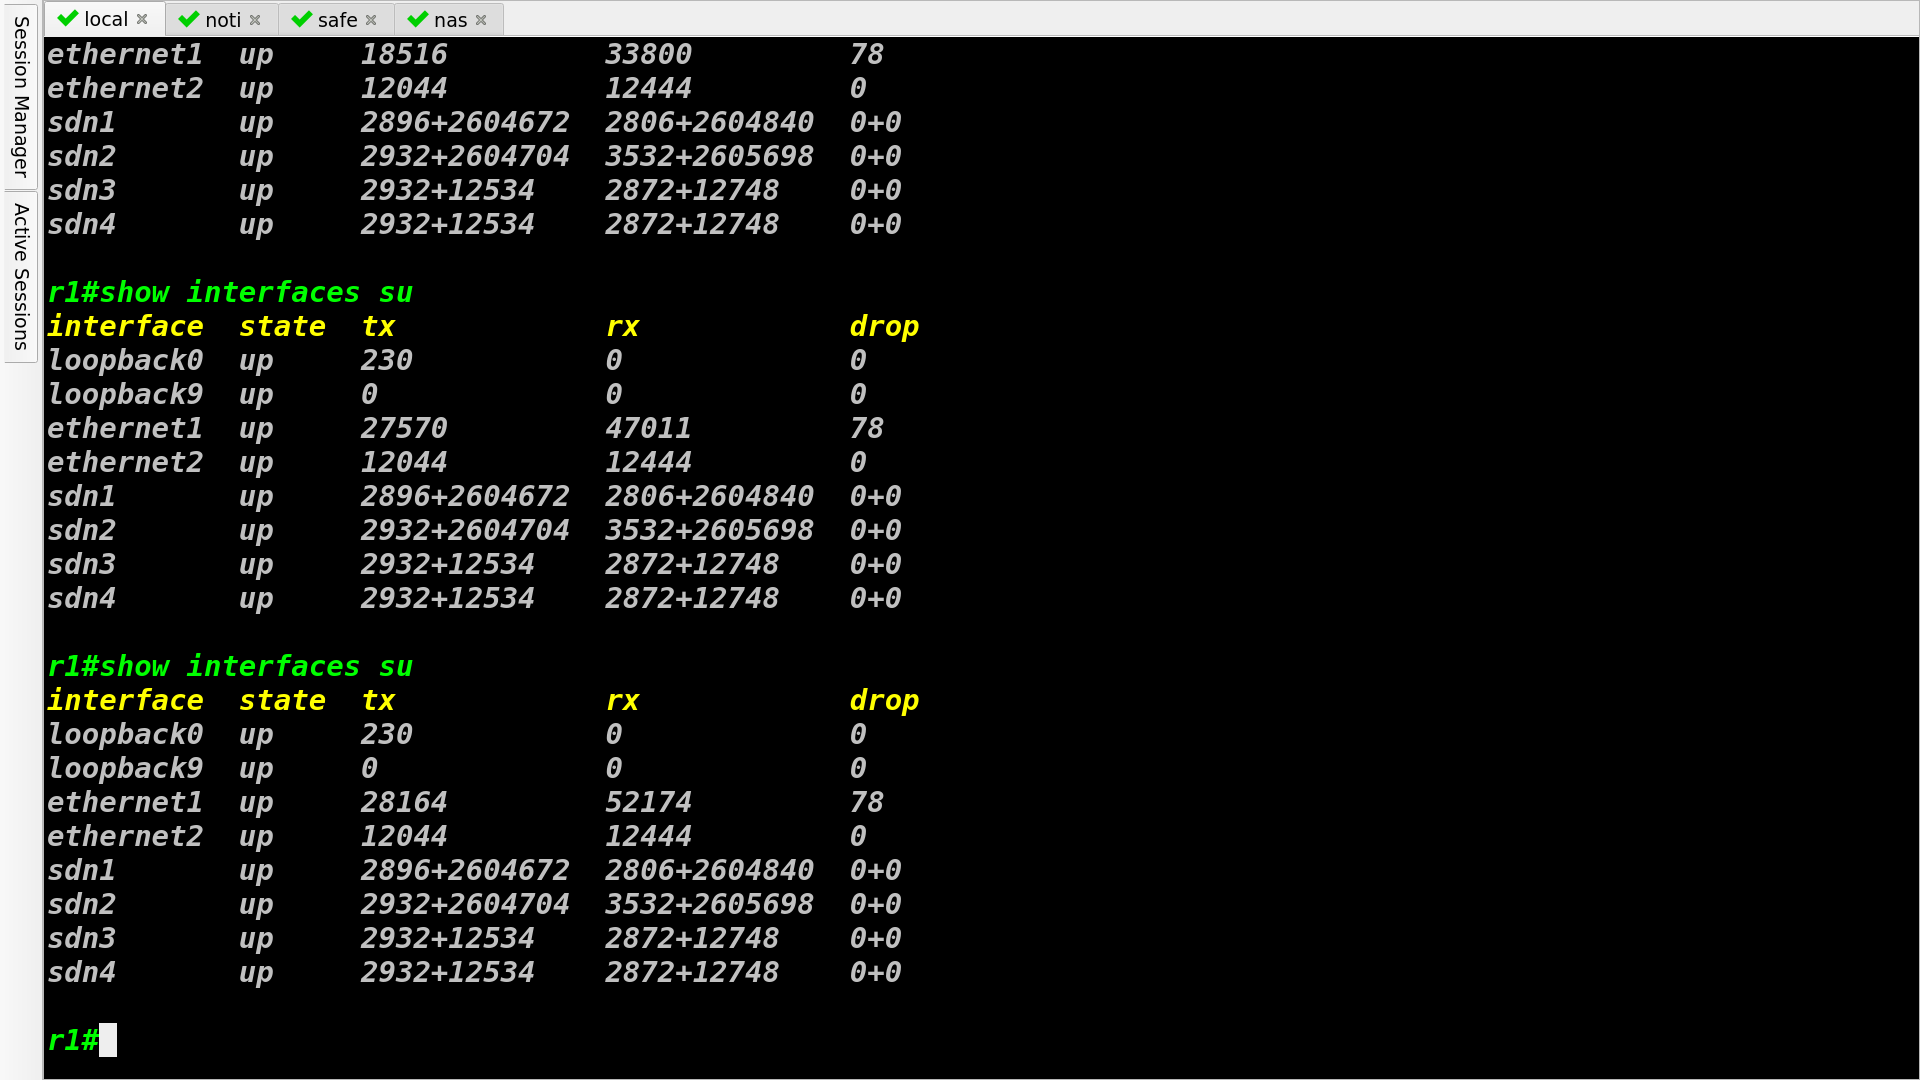 local noti safe nas
Session Manager
Active Sessions
ethernet1 up 18516 33800 78
ethernet2 up 12044 12444 0
sdn1 up 2896+2604672 2806+2604840 0+0
sdn2 up 2932+2604704 3532+2605698 0+0
sdn3 up 2932+12534 2872+12748 0+0
sdn4 up 2932+12534 2872+12748 0+0
r1#show interfaces su
interface state tx rx drop
loopback0 up 230 0 0
loopback9 up 0 0 0
ethernet1 up 27570 47011 78
ethernet2 up 12044 12444 0
sdn1 up 2896+2604672 2806+2604840 0+0
sdn2 up 2932+2604704 3532+2605698 0+0
sdn3 up 2932+12534 2872+12748 0+0
sdn4 up 2932+12534 2872+12748 0+0
r1#show interfaces su
interface state tx rx drop
loopback0 up 230 0 0
loopback9 up 0 0 0
ethernet1 up 28164 52174 78
ethernet2 up 12044 12444 0
sdn1 up 2896+2604672 2806+2604840 0+0
sdn2 up 2932+2604704 3532+2605698 0+0
sdn3 up 2932+12534 2872+12748 0+0
sdn4 up 2932+12534 2872+12748 0+0
r1#